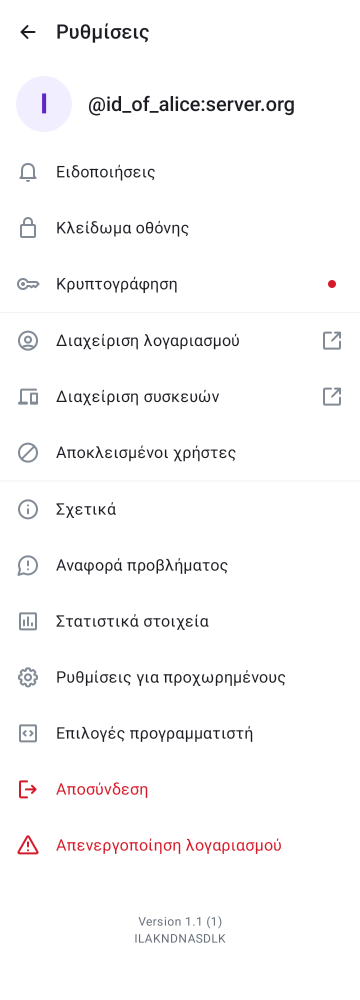 Ρυθμίσεις
I
@id_of_alice:server.org
Ειδοποιήσεις
Κλείδωμα οθόνης
Κρυπτογράφηση
Διαχείριση λογαριασμού
Διαχείριση συσκευών
Αποκλεισμένοι χρήστες
Σχετικά
Αναφορά προβλήματος
Στατιστικά στοιχεία
Ρυθμίσεις για προχωρημένους
Επιλογές προγραμματιστή
Αποσύνδεση
Απενεργοποίηση λογαριασμού
Version 1.1 (1)
ILAKNDNASDLK